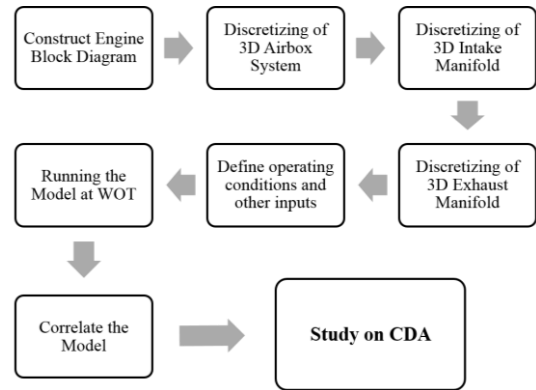 Construct Engine
Block Diagram
Discretizing of
3D Airbox
System
Discretizing of
3D Intake
Manifold
Discretizing of
3D Exhaust
Manifold
Define operating
conditions and
other inputs
Running the
Model at WOT
Correlate the
Model
Study on CDA